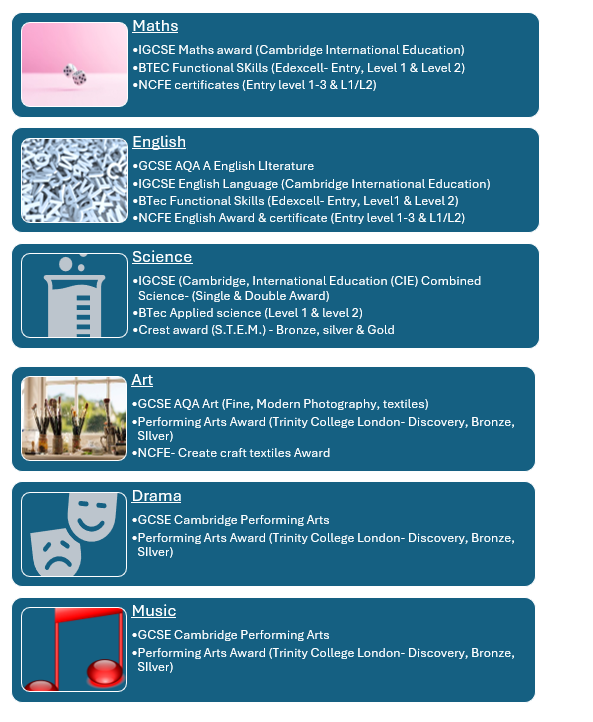 Maths
•IGCSE Maths award (Cambridge International Education)
•BTEC Functional SKills (Edexcell- Entry, Level 1 & Level 2)
•NCFE certificates (Entry level 1-3 & L1/L2)
English
•GCSE AQA A English LIterature
•IGCSE English Language (Cambridge International Education)
•BTec Functional Skills (Edexcell- Entry, Level1 & Level 2)
•NCFE English Award & certificate (Entry level 1-3 & L1/L2)
Science
•IGCSE (Cambridge, International Education (CIE) Combined
Science- (Single & Double Award)
•BTec Applied science (Level 1 & level 2)
•Crest award (S.T.E.M.) - Bronze, silver & Gold
Art
•GCSE AQA Art (Fine, Modern Photography, textiles)
•Performing Arts Award (Trinity College London- Discovery, Bronze,
SIlver)
•NCFE- Create craft textiles Award
Drama
•GCSE Cambridge Performing Arts
•Performing Arts Award (Trinity College London- Discovery, Bronze,
SIlver)
Music
•GCSE Cambridge Performing Arts
•Performing Arts Award (Trinity College London- Discovery, Bronze,
SIlver)